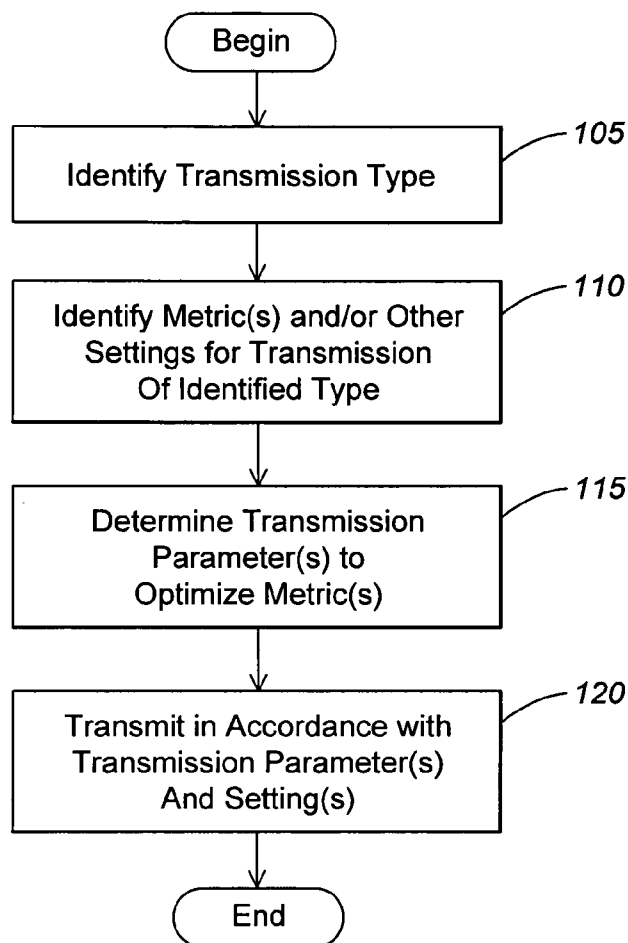 Begin
105
Identify Transmission Type
110
Identify Metric(s) and/or Other
Settings for Transmission
Of Identified Type
115
Determine Transmission
Parameter(s) to
Optimize Metric(s)
120
Transmit in Accordance with
Transmission Parameter(s)
And Setting(s)
End